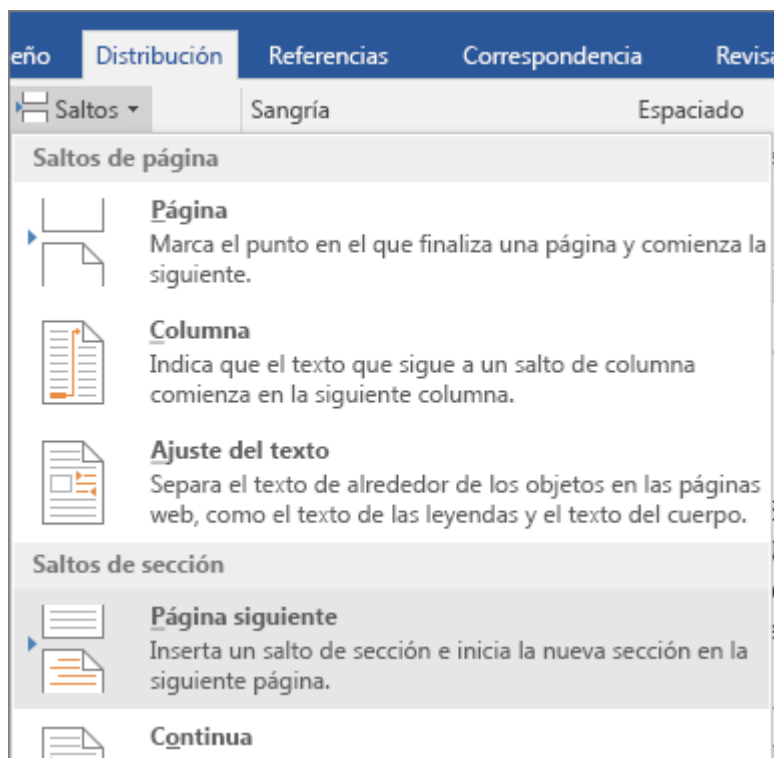 eño Distribución Referencias Correspondencia Revisa
Saltos Sangría Espaciado
Saltos de página
Página
Marca el punto en el que finaliza una página y comienza la
siguiente.
Columna
Indica que el texto que sigue a un salto de columna
comienza en la siguiente columna.
Ajuste del texto
Separa el texto de alrededor de los objetos en las páginas
web, como el texto de las leyendas y el texto del cuerpo.
Saltos de sección
Página siguiente
Inserta un salto de sección e inicia la nueva sección en la
siguiente página.
Continua